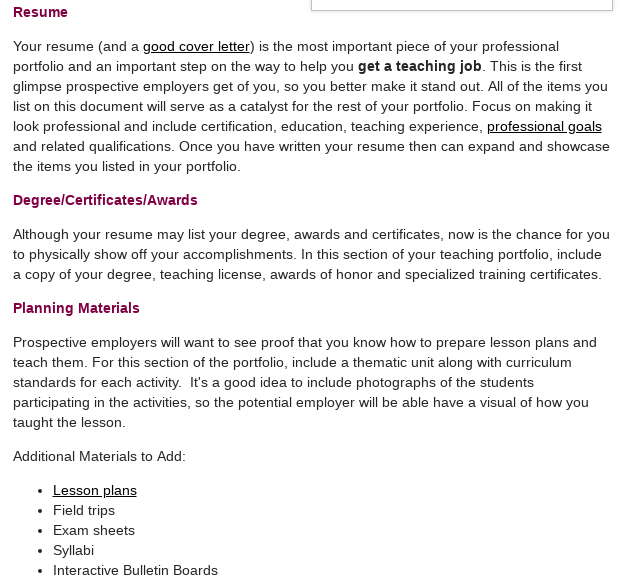 Resume
Your resume (and a good cover letter) is the most important piece of your professional
portfolio and an important step on the way to help you get a teaching job. This is the first
glimpse prospective employers get of you, so you better make it stand out. All of the items you
list on this document will serve as a catalyst for the rest of your portfolio. Focus on making it
look professional and include certification, education, teaching experience, professional goals
and related qualifications. Once you have written your resume then can expand and showcase
the items you listed in your portfolio.
Degree/Certificates/Awards
Although your resume may list your degree, awards and certificates, now is the chance for you
to physically show off your accomplishments. In this section of your teaching portfolio, include
a copy of your degree, teaching license, awards of honor and specialized training certificates.
Planning Materials
Prospective employers will want to see proof that you know how to prepare lesson plans and
teach them. For this section of the portfolio, include a thematic unit along with curriculum
standards for each activity.  It's a good idea to include photographs of the students
participating in the activities, so the potential employer will be able have a visual of how you
taught the lesson.
Additional Materials to Add:
• Lesson plans
• Field trips
• Exam sheets
• Syllabi
• Interactive Bulletin Boards